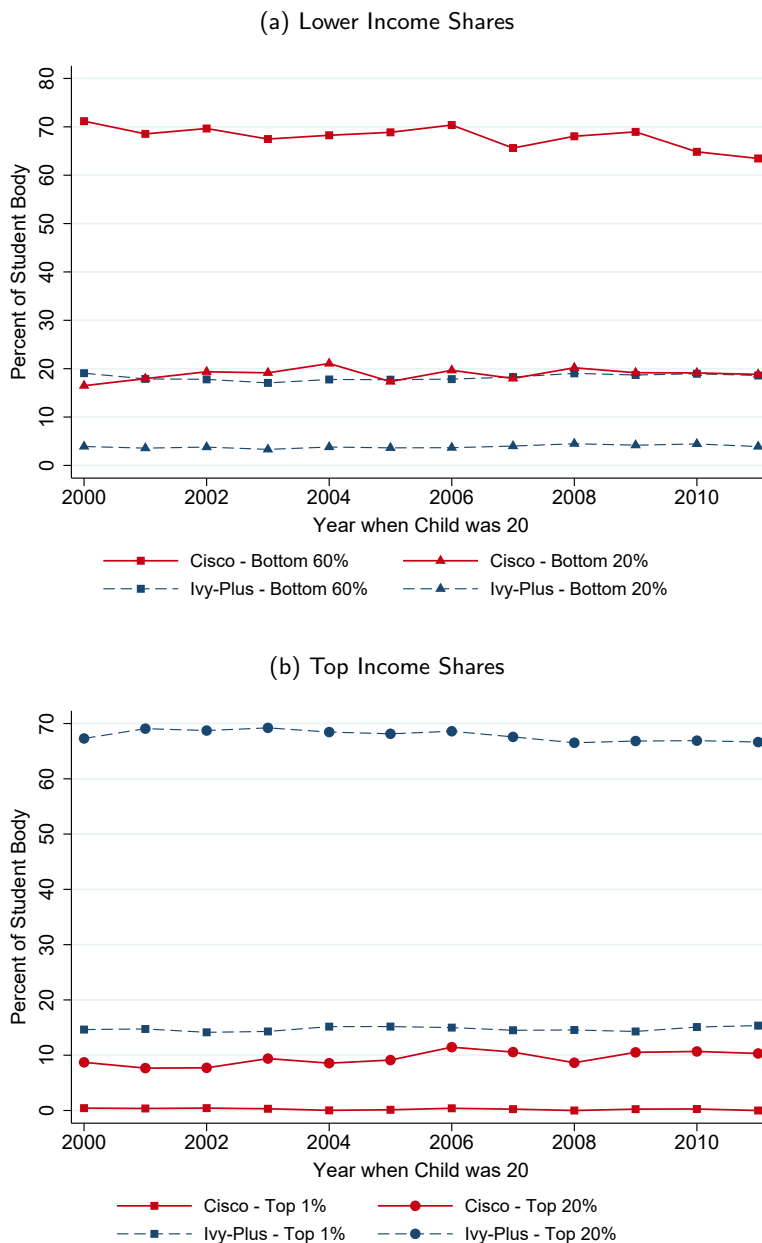 (a) Lower Income Shares
Percent of Student Body
80
70
60
50
40
30
20
10
0
2000 2002 2004 2006 2008 2010
Year when Child was 20
Cisco - Bottom 60% Cisco - Bottom 20%
Ivy-Plus - Bottom 60% Ivy-Plus - Bottom 20%
(b) Top Income Shares
Percent of Student Body
70
60
50
40
30
20
10
0
2000 2002 2004 2006 2008 2010
Year when Child was 20
Cisco - Top 1% Cisco - Top 20%
Ivy-Plus - Top 1% Ivy-Plus - Top 20%